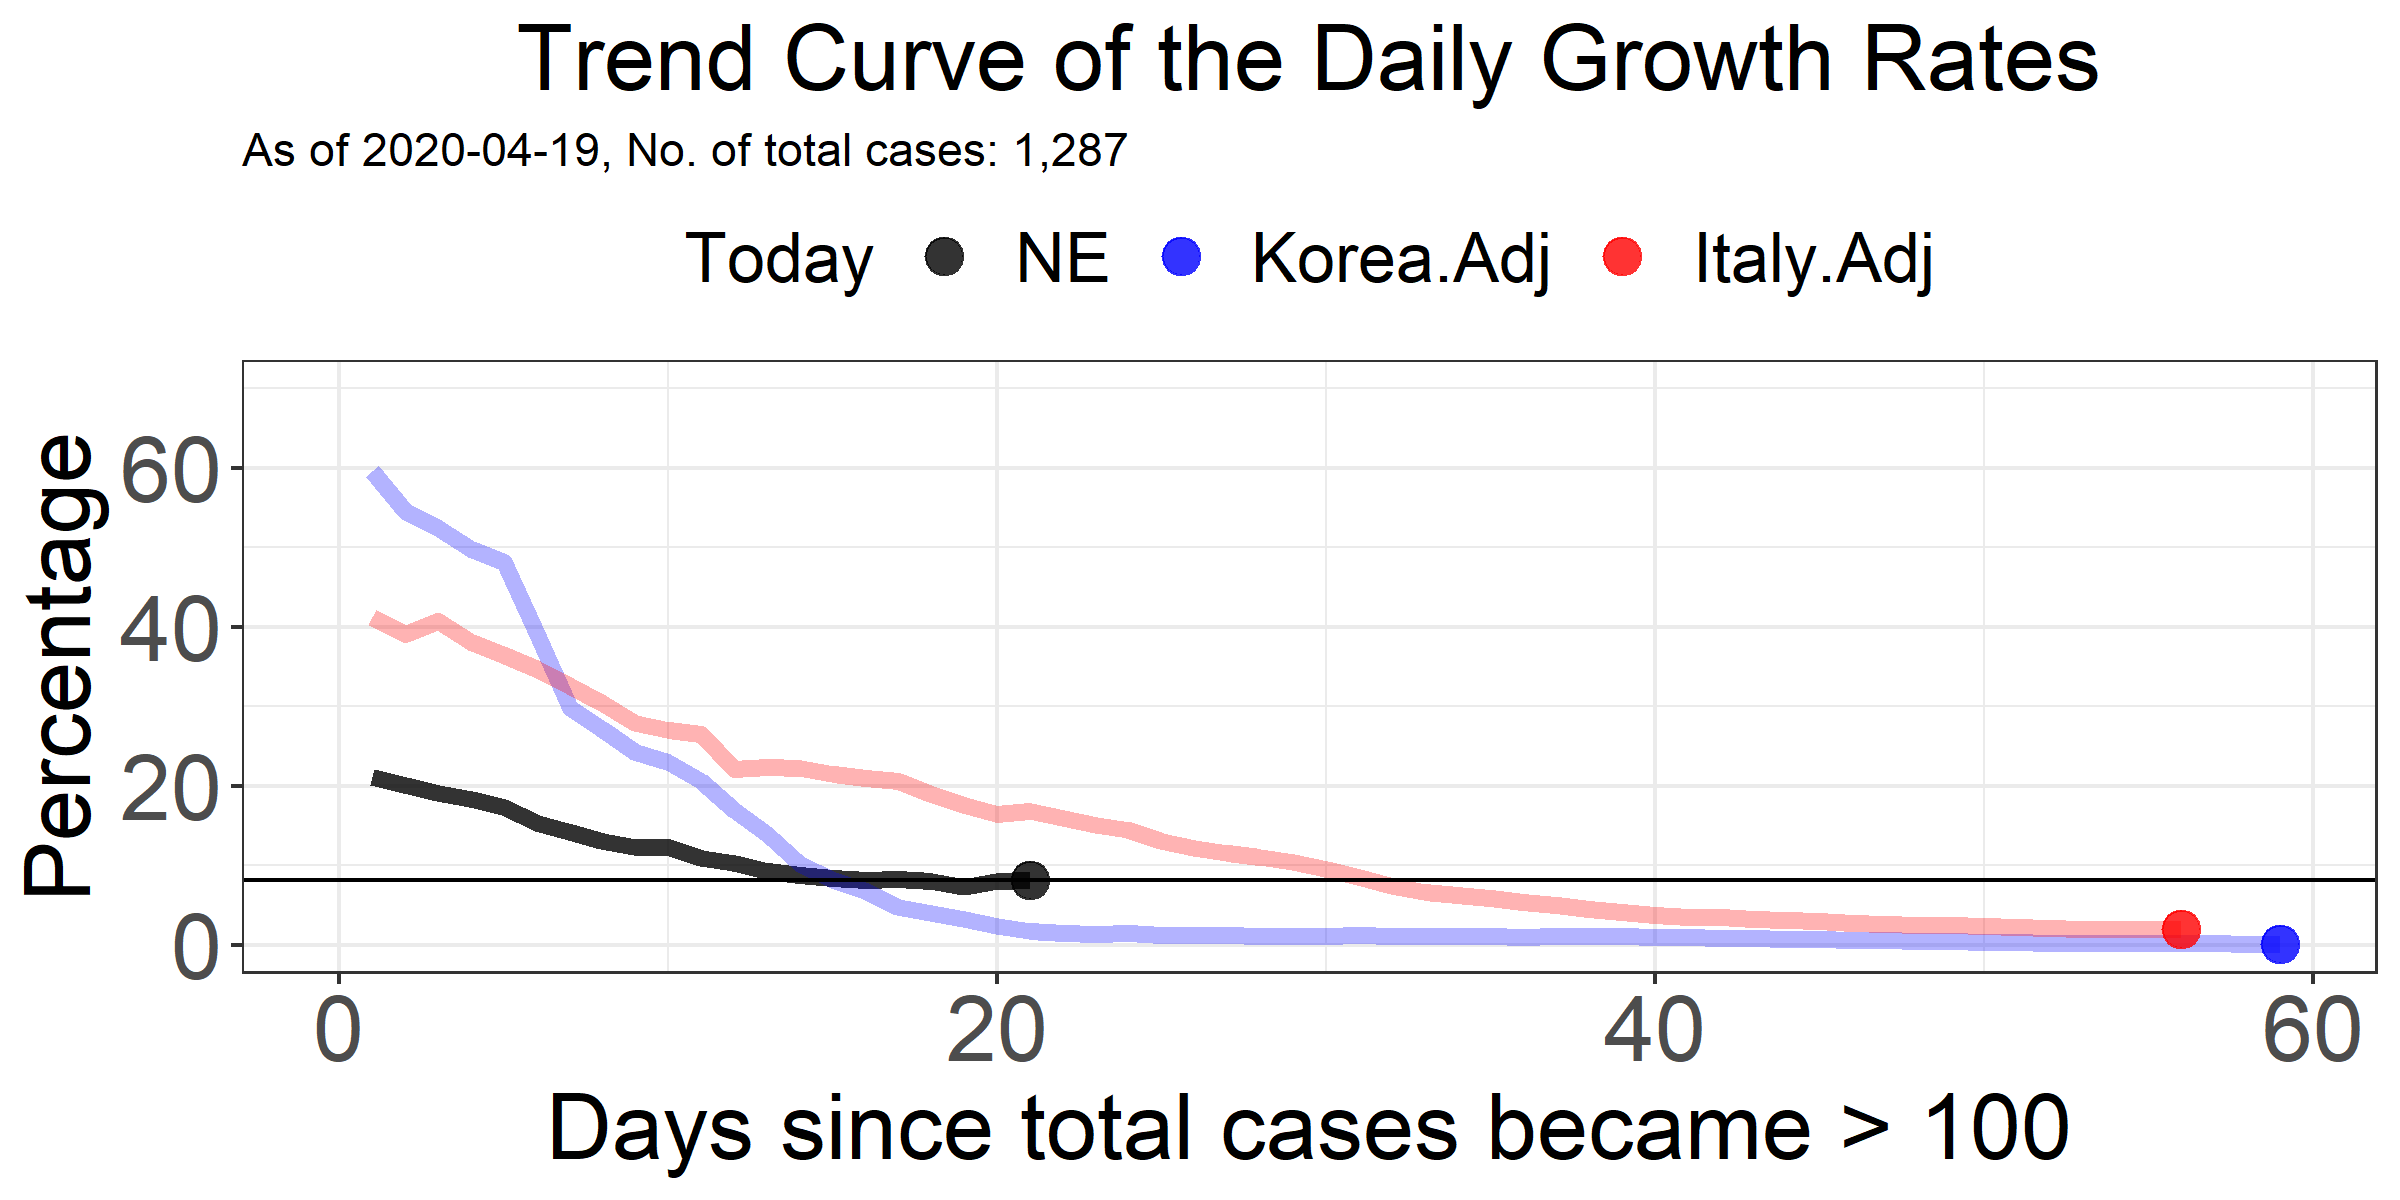 Trend Curve of the Daily Growth Rates
As of 2020-04-19, No. of total cases: 1,287
Today NE Korea.Adj Italy.Adj
Percentage
60
40
20
0
0 20 40 60
Days since total cases became > 100